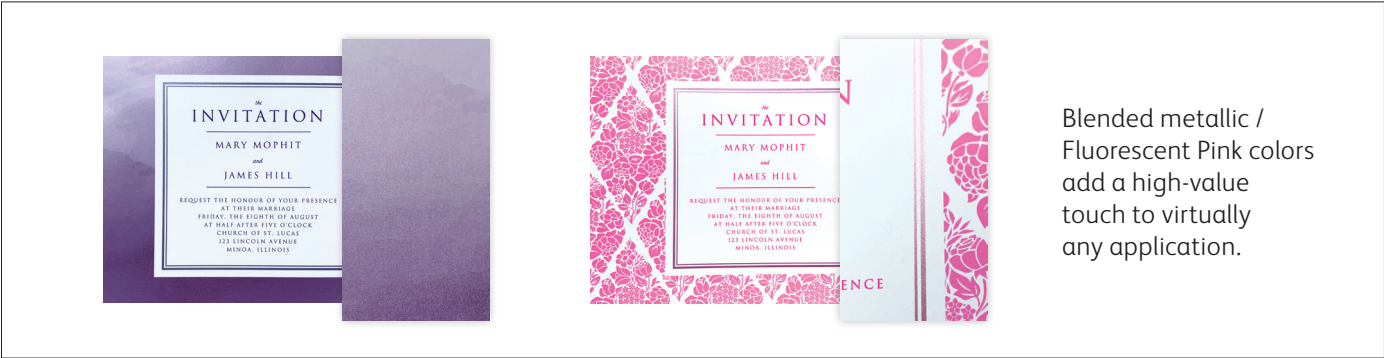 the
INVITATION
MARY MOPHIT
and
JAMES HILL
REQUEST THE HONOUR OF YOUR PRESENCE
AT THEIR MARRIAGE
FRIDAY, THE EIGHTH OF AUGUST
AT HALF AFTER FIVE O'CLOCK
CHURCH OF ST. LUCAS
123 LINCOLN AVENUE
MINOA, ILLINOIS
the
INVITATION
MARY MOPHIT
and
JAMES HILL
REQUEST THE HONOUR OF YOUR PRESENCE
AT THEIR MARRIAGE
FRIDAY, THE EIGHTH OF AUGUST
AT HALF AFTER FIVE O'CLOCK
CHURCH OF ST. LUCAS
123 LINCOLN AVENUE
MINOA, ILLINOIS
N
ENCE
Blended metallic /
Fluorescent Pink colors
add a high-value
touch to virtually
any application.